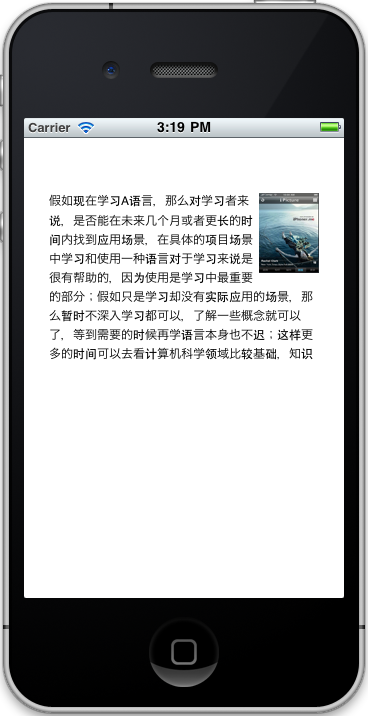 Carrier 3:19 PM
假如现在学习A语言，那么对学习者来
说，是否能在未来几个月或者更长的时
间内找到应用场景，在具体的项目场景
中学习和使用一种语言对于学习来说是
很有帮助的，因为使用是学习中最重要
的部分；假如只是学习却没有实际应用的场景，那
么暂时不深入学习都可以，了解一些概念就可以
了，等到需要的时候再学语言本身也不迟；这样更
多的时间可以去看计算机科学领域比较基础，知识